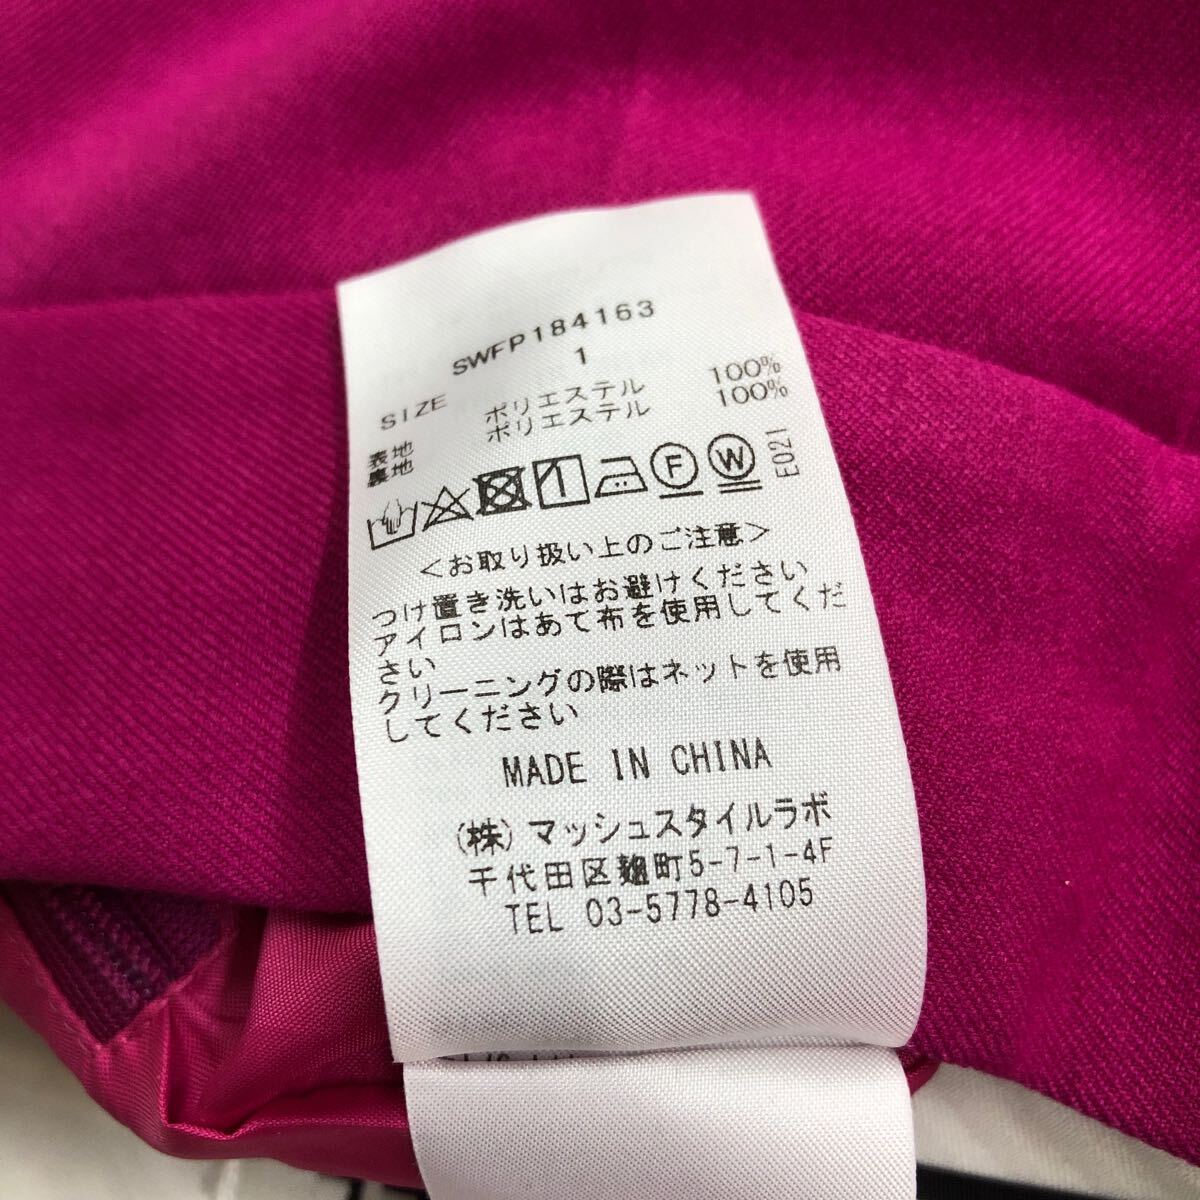 SWFP184163
SIZE 1
表地 ポリエステル 100%
裏地 ポリエステル 100%
F W E021
<お取り扱い上のご注意>
つけ置き洗いはお避けください
アイロンはあて布を使用してくだ
さい
クリーニングの際はネットを使用
してください
MADE IN CHINA
(株)マッシュスタイルラボ
千代田区麹町5-7-1-4F
TEL 03-5778-4105